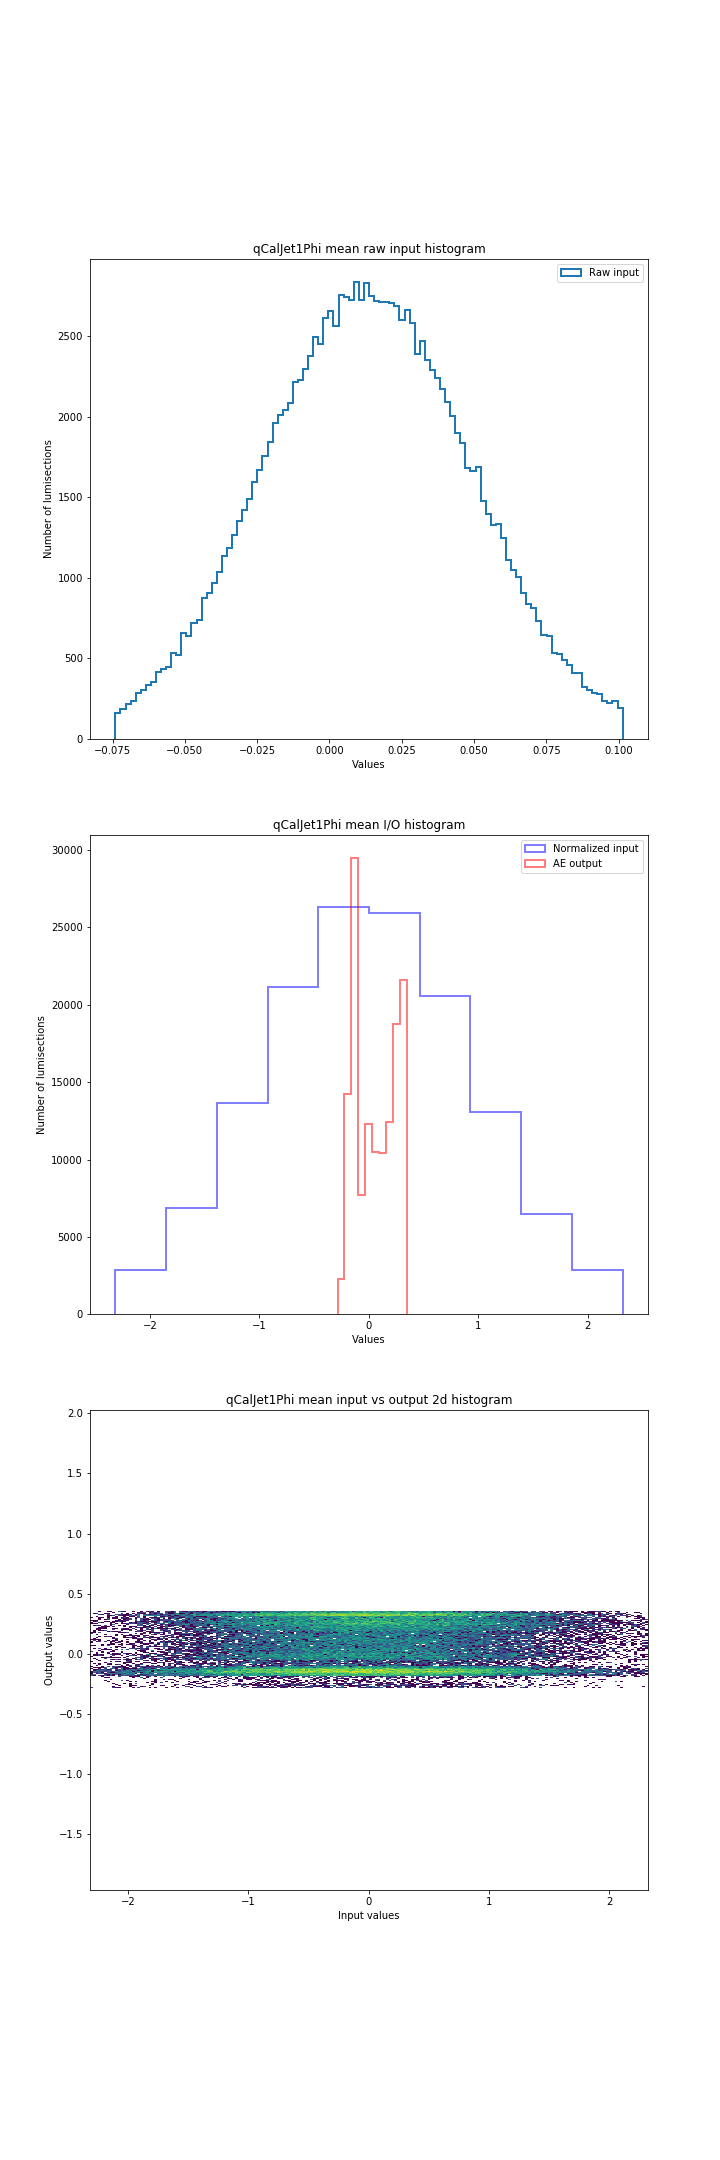 qCalJet1Phi mean raw input histogram
Raw input
2500
2000
1500
1000
500
0
Number of lumisections
−0.075 −0.050 −0.025 0.000 0.025 0.050 0.075 0.100
Values
qCalJet1Phi mean I/O histogram
Normalized input
AE output
30000
25000
20000
15000
10000
5000
0
Number of lumisections
−2 −1 0 1 2
Values
qCalJet1Phi mean input vs output 2d histogram
2.0
1.5
1.0
0.5
0.0
−0.5
−1.0
−1.5
Output values
−2 −1 0 1 2
Input values